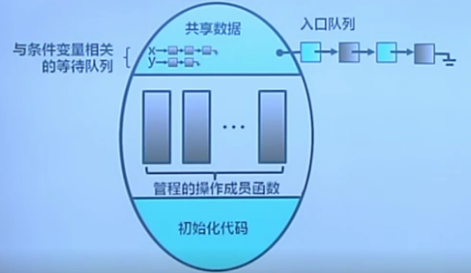 共享数据
入口队列
与条件变量相关
的等待队列
x
y
...
管程的操作成员函数
初始化代码